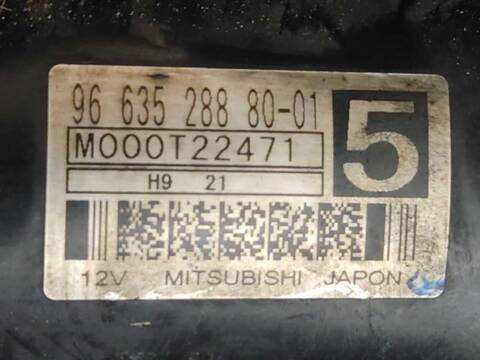 96 635 288 80-01
5
M000T22471
H9 21
12V MITSUBISHI JAPON